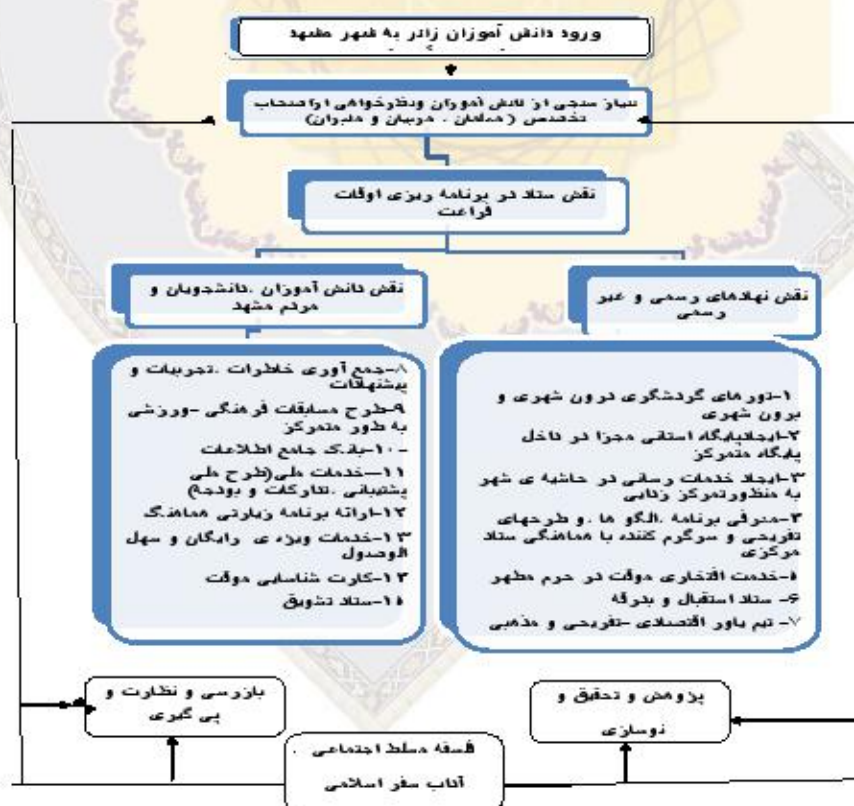 ورود دانش آموزان زائر به شهر مشهد
نیاز سنجی از دانش آموزان ونظرخواهی ازاصحاب
تخصص (معلمان ، مربیان و مدیران)
نقش ستاد در برنامه ریزی اوقات
فراغت
نقش نهادهای رسمی و غیر
رسمی
۱-تورهای گردشگری درون شهری و
برون شهری
۲-ایجادپایگاه استانی مجزا در داخل
پایگاه متمرکز
۳-ایجاد خدمات رسانی در حاشیه ی شهر
به منظورتمرکز زدایی
۴-معرفی برنامه ،الگو ها ،و طرحهای
تفریحی و سرگرم کننده با هماهنگی ستاد
مرکزی
۵-خدمت افتخاری موقت در حرم مطهر
۶- ستاد استقبال و بدرقه
۷- تیم یاور اقتصادی -تفریحی و مذهبی
نقش دانش آموزان ،دانشجویان و
مردم مشهد
۸-جمع آوری خاطرات ،تجربیات و
پیشنهادات
۹-طرح مسابقات فرهنگی -ورزشی
به طور متمرکز
۱۰-بانک جامع اطلاعات
۱۱-خدمات ملی(طرح ملی
پشتیبانی ،تدارکات و بودجه)
۱۲-ارائه برنامه زیارتی هماهنگ
۱۳-خدمات ویژه ی رایگان و سهل
الوصول
۱۴-کارت شناسایی موقت
۱۵-ستاد تشویق
پژوهش و تحقیق و
نوسازی
بازرسی و نظارت و
پی گیری
فلسفه مسلط اجتماعی .
آداب سفر اسلامی